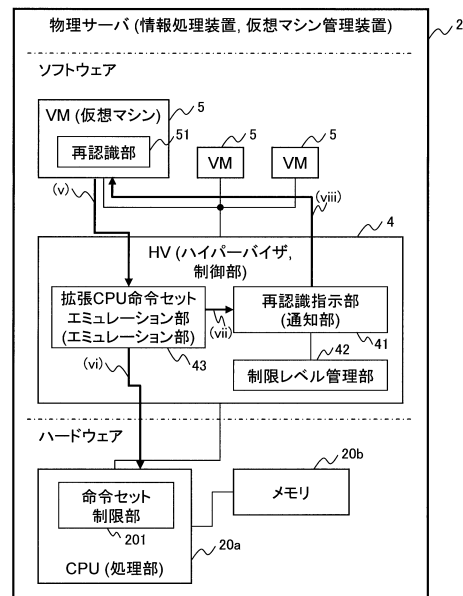 物理サーバ (情報処理装置, 仮想マシン管理装置)
2
ソフトウェア
VM (仮想マシン)
5
再認識部
51
VM
5
VM
5
(v)
(viii)
4
HV (ハイパーバイザ,
制御部)
拡張CPU命令セット
エミュレーション部
(エミュレーション部)
43
(vii)
再認識指示部
(通知部)
41
42
制限レベル管理部
(vi)
ハードウェア
命令セット
制限部
201
CPU (処理部)
20a
メモリ
20b